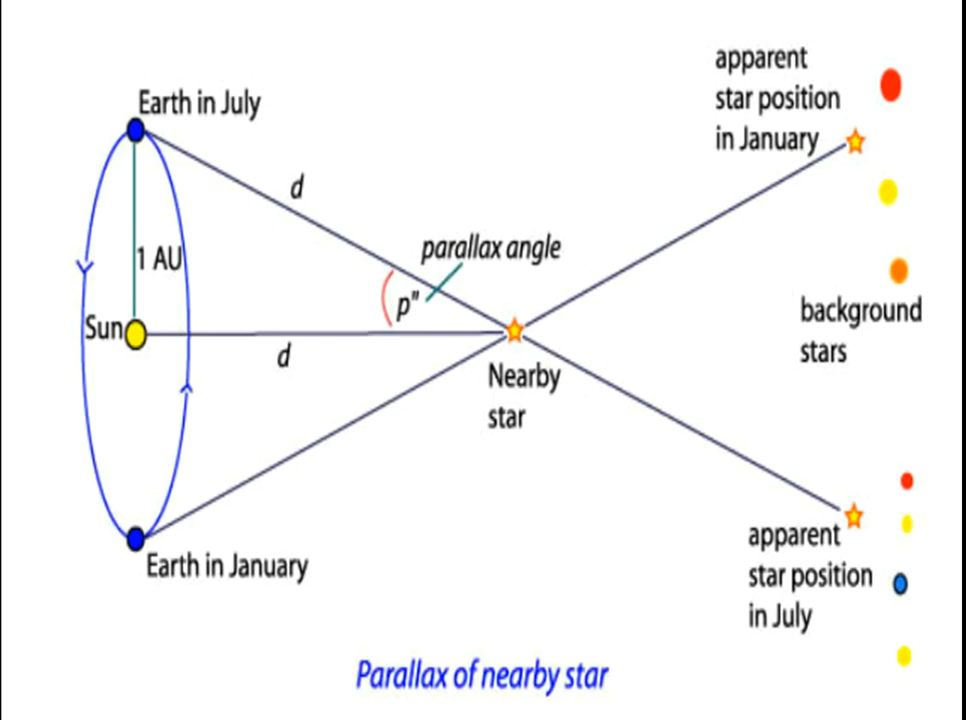 apparent
star position
in January
Earth in July
d
parallax angle
1 AU
p"
Sun
d
background
stars
Nearby
star
apparent
star position
in July
Earth in January
Parallax of nearby star